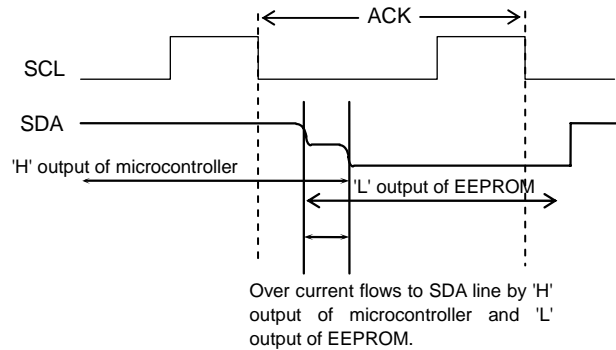 ACK
SCL
SDA
'H' output of microcontroller
'L' output of EEPROM
Over current flows to SDA line by 'H'
output of microcontroller and 'L'
output of EEPROM.